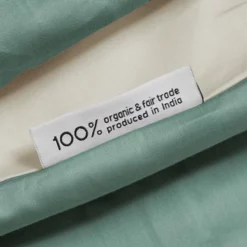 100% organic & fair trade
produced in India